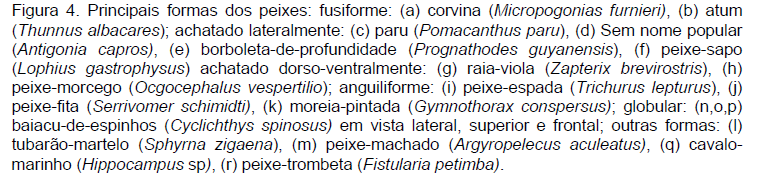 Figura 4. Principais formas dos peixes: fusiforme: (a) corvina (Micropogonias furnieri), (b) atum
(Thunnus albacares); achatado lateralmente: (c) paru (Pomacanthus paru), (d) Sem nome popular
(Antigonia capros), (e) borboleta-de-profundidade (Prognathodes guyanensis), (f) peixe-sapo
(Lophius gastrophysus) achatado dorso-ventralmente: (g) raia-viola (Zapterix brevirostris), (h)
peixe-morcego (Ocgocephalus vespertilio); anguiliforme: (i) peixe-espada (Trichurus lepturus), (j)
peixe-fita (Serrivomer schimidti), (k) moreia-pintada (Gymnothorax conspersus); globular: (n,o,p)
baiacu-de-espinhos (Cyclichthys spinosus) em vista lateral, superior e frontal; outras formas: (l)
tubarão-martelo (Sphyrna zigaena), (m) peixe-machado (Argyropelecus aculeatus), (q) cavalo-
marinho (Hippocampus sp), (r) peixe-trombeta (Fistularia petimba).